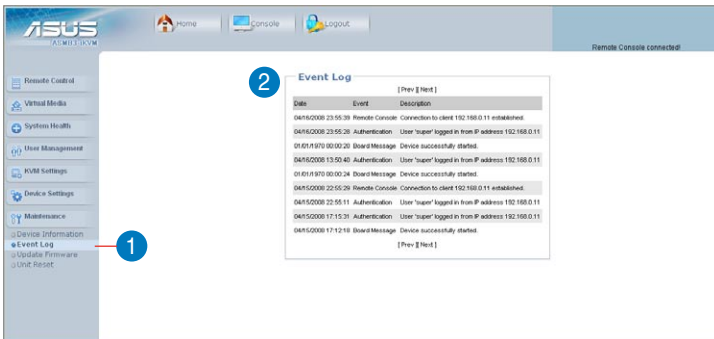 ASUS
ASMB3 iKVM
Home
Console
Logout
Remote Console connected!
Remote Control
Virtual Media
System Health
User Management
KVM Settings
Device Settings
Maintenance
Device Information
Event Log
Update Firmware
Unit Reset
1
2
Event Log
[ Prev ][ Next ]
Date Event Description
04/16/2008 23:55:39 Remote Console Connection to client 192.168.0.11 established.
04/16/2008 23:55:28 Authentication User 'super' logged in from IP address 192.168.0.11
01/01/1970 00:00:20 Board Message Device successfully started.
04/16/2008 13:50:40 Authentication User 'super' logged in from IP address 192.168.0.11
01/01/1970 00:00:24 Board Message Device successfully started.
04/15/2008 22:55:29 Remote Console Connection to client 192.168.0.11 established.
04/15/2008 22:55:11 Authentication User 'super' logged in from IP address 192.168.0.11
04/15/2008 17:15:31 Authentication User 'super' logged in from IP address 192.168.0.11
04/15/2008 17:12:18 Board Message Device successfully started.
[ Prev ][ Next ]